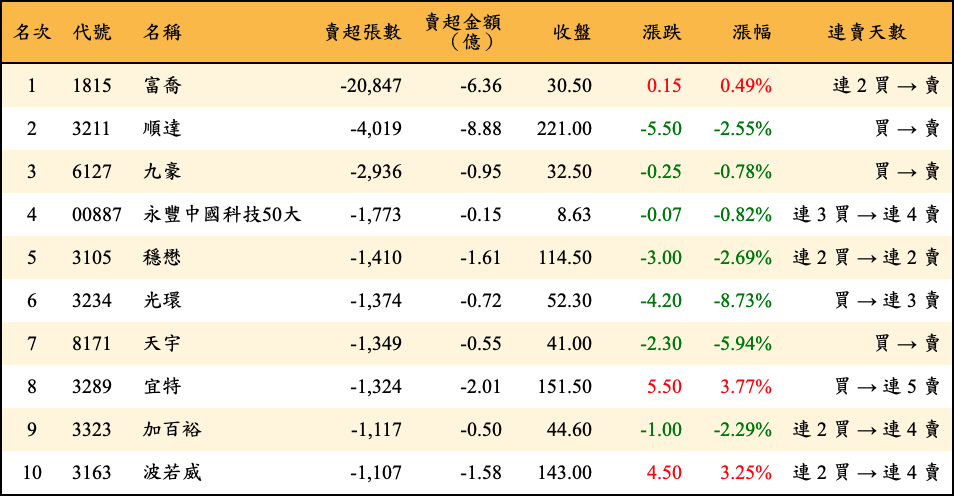 名次 代號 名稱 賣超張數 賣超金額（億） 收盤 漲跌 漲幅 連賣天數
1 1815 富喬 -20,847 -6.36 30.50 0.15 0.49% 連 2 買 → 賣
2 3211 順達 -4,019 -8.88 221.00 -5.50 -2.55% 買 → 賣
3 6127 九豪 -2,936 -0.95 32.50 -0.25 -0.78% 買 → 賣
4 00887 永豐中國科技50大 -1,773 -0.15 8.63 -0.07 -0.82% 連 3 買 → 連 4 賣
5 3105 穩懋 -1,410 -1.61 114.50 -3.00 -2.69% 連 2 買 → 連 2 賣
6 3234 光環 -1,374 -0.72 52.30 -4.20 -8.73% 買 → 連 3 賣
7 8171 天宇 -1,349 -0.55 41.00 -2.30 -5.94% 買 → 賣
8 3289 宜特 -1,324 -2.01 151.50 5.50 3.77% 買 → 連 5 賣
9 3323 加百裕 -1,117 -0.50 44.60 -1.00 -2.29% 連 2 買 → 連 4 賣
10 3163 波若威 -1,107 -1.58 143.00 4.50 3.25% 連 2 買 → 連 4 賣